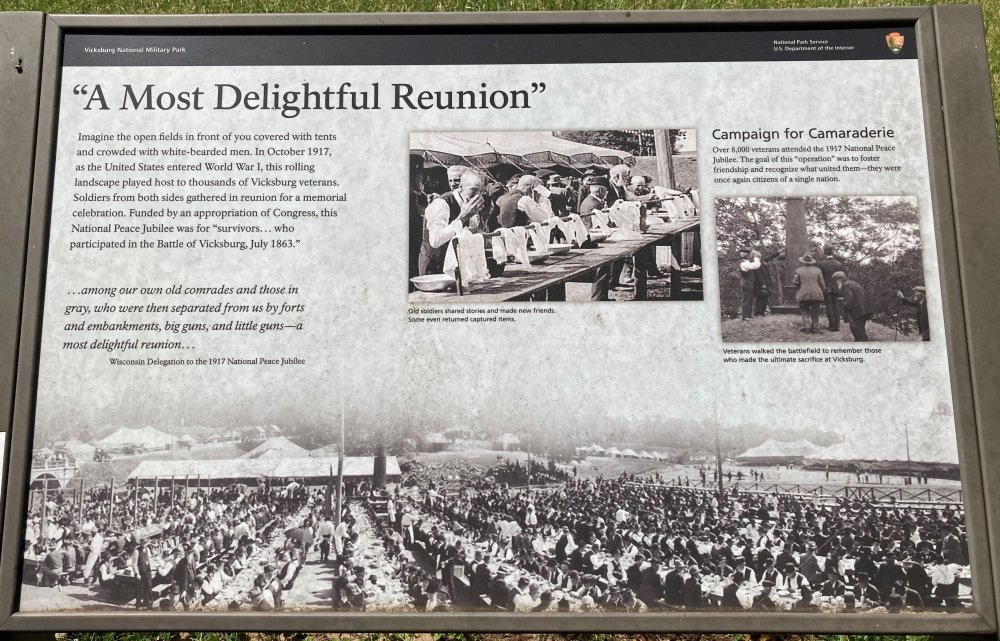 Vicksburg National Military Park
National Park Service
U.S. Department of the Interior
“A Most Delightful Reunion”
Imagine the open fields in front of you covered with tents
and crowded with white-bearded men. In October 1917,
as the United States entered World War I, this rolling
landscape played host to thousands of Vicksburg veterans.
Soldiers from both sides gathered in reunion for a memorial
celebration. Funded by an appropriation of Congress, this
National Peace Jubilee was for “survivors… who
participated in the Battle of Vicksburg, July 1863.”
…among our own old comrades and those in
gray, who were then separated from us by forts
and embankments, big guns, and little guns—a
most delightful reunion…
Wisconsin Delegation to the 1917 National Peace Jubilee
Old soldiers shared stories and made new friends.
Some even returned captured items.
Campaign for Camaraderie
Over 8,000 veterans attended the 1917 National Peace
Jubilee. The goal of this “operation” was to foster
friendship and recognize what united them—they were
once again citizens of a single nation.
Veterans walked the battlefield to remember those
who made the ultimate sacrifice at Vicksburg.